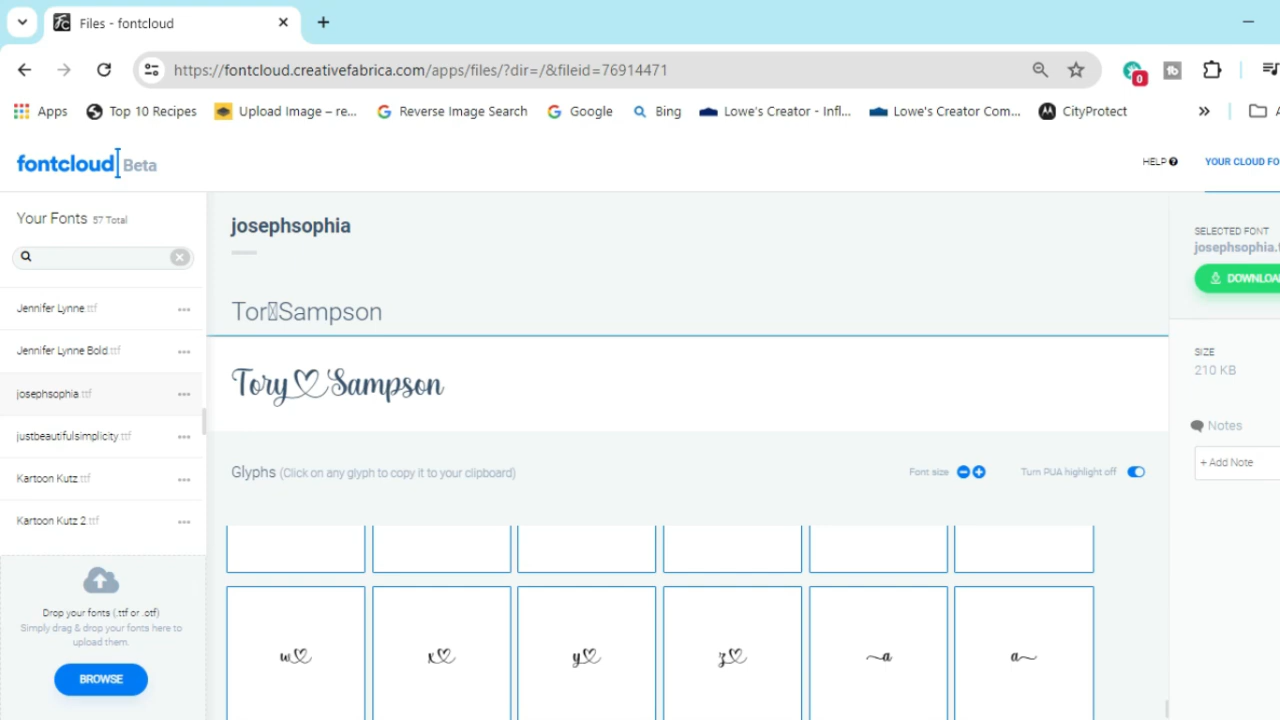 Files - fontcloud
https://fontcloud.creativefabrica.com/apps/files/?dir=/&fileid=76914471
0
tb
Apps Top 10 Recipes Upload Image – re... Reverse Image Search Google Bing Lowe's Creator - Infl... Lowe's Creator Com... CityProtect
fontcloud Beta
HELP
YOUR CLOUD FO
Your Fonts 57 Total
Jennifer Lynne.ttf
Jennifer Lynne Bold.ttf
josephsophia.ttf
justbeautifulsimplicity.ttf
Kartoon Kutz.ttf
Kartoon Kutz 2.ttf
Drop your fonts (.ttf or .otf)
Simply drag & drop your fonts here to
upload them.
BROWSE
josephsophia
Tor Sampson
Tory Sampson
Glyphs (Click on any glyph to copy it to your clipboard)
Font size
Turn PUA highlight off
w x y z a a
SELECTED FONT
josephsophia.
DOWNLOA
SIZE
210 KB
Notes
+ Add Note